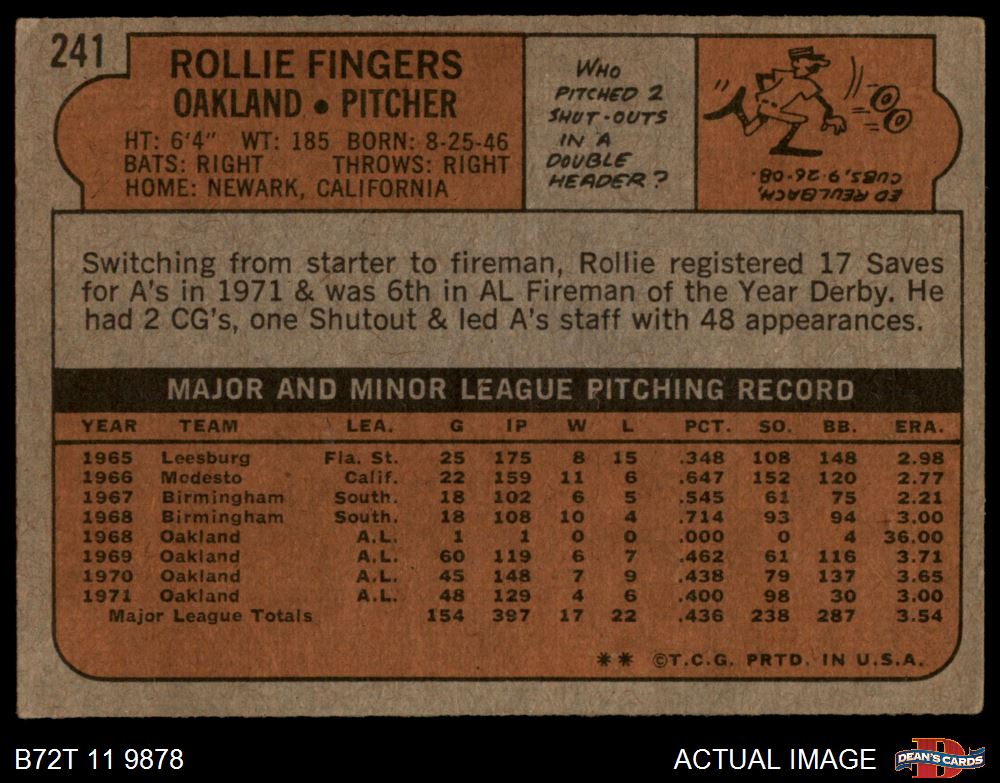 241
ROLLIE FINGERS
OAKLAND • PITCHER
HT: 6'4" WT: 185 BORN: 8-25-46
BATS: RIGHT THROWS: RIGHT
HOME: NEWARK, CALIFORNIA
WHO
PITCHED 2
SHUT-OUTS
IN A
DOUBLE
HEADER?
ED REULBACH,
CUBS, 9-26-08.
Switching from starter to fireman, Rollie registered 17 Saves
for A's in 1971 & was 6th in AL Fireman of the Year Derby. He
had 2 CG's, one Shutout & led A's staff with 48 appearances.
MAJOR AND MINOR LEAGUE PITCHING RECORD
YEAR TEAM LEA. G IP W L PCT. SO. BB. ERA.
1965 Leesburg Fla. St. 25 175 8 15 .348 108 148 2.98
1966 Modesto Calif. 22 159 11 6 .647 152 120 2.77
1967 Birmingham South. 18 102 6 5 .545 61 75 2.21
1968 Birmingham South. 18 108 10 4 .714 93 94 3.00
1968 Oakland A.L. 1 1 0 0 .000 0 4 36.00
1969 Oakland A.L. 60 119 6 7 .462 61 116 3.71
1970 Oakland A.L. 45 148 7 9 .438 79 137 3.65
1971 Oakland A.L. 48 129 4 6 .400 98 30 3.00
Major League Totals 154 397 17 22 .436 238 287 3.54
** ©T.C.G. PRTD. IN U.S.A.
B72T 11 9878
ACTUAL IMAGE
D
DEAN'S CARDS